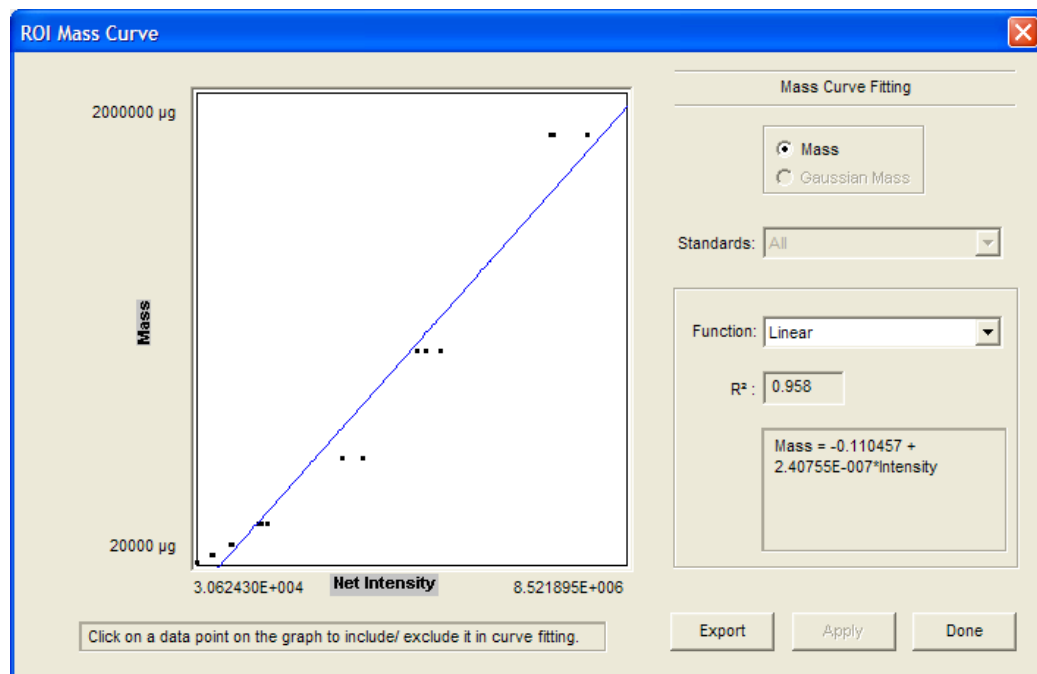 ROI Mass Curve
2000000 µg
Mass
20000 µg
3.062430E+004
Net Intensity
8.521895E+006
Click on a data point on the graph to include/ exclude it in curve fitting.
Mass Curve Fitting
Mass
Gaussian Mass
Standards: All
Function: Linear
R² : 0.958
Mass = -0.110457 +
2.40755E-007*Intensity
Export
Apply
Done